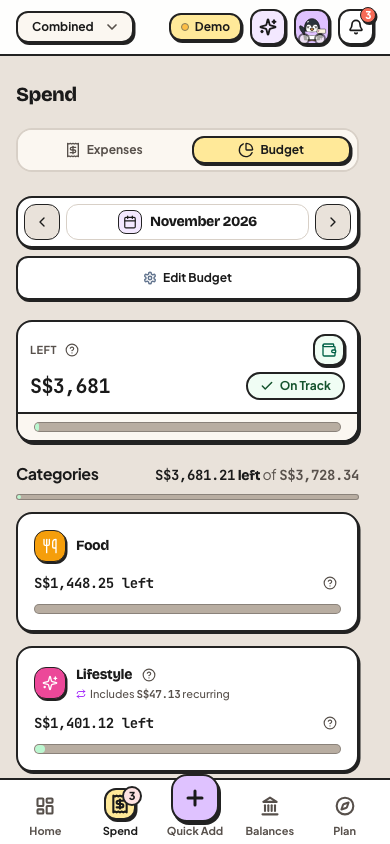 Combined
Demo
3
Spend
Expenses
Budget
November 2026
Edit Budget
LEFT
S$3,681
On Track
Categories
S$3,681.21 left of S$3,728.34
Food
S$1,448.25 left
Lifestyle
Includes S$47.13 recurring
S$1,401.12 left
3
Home
Spend
Quick Add
Balances
Plan